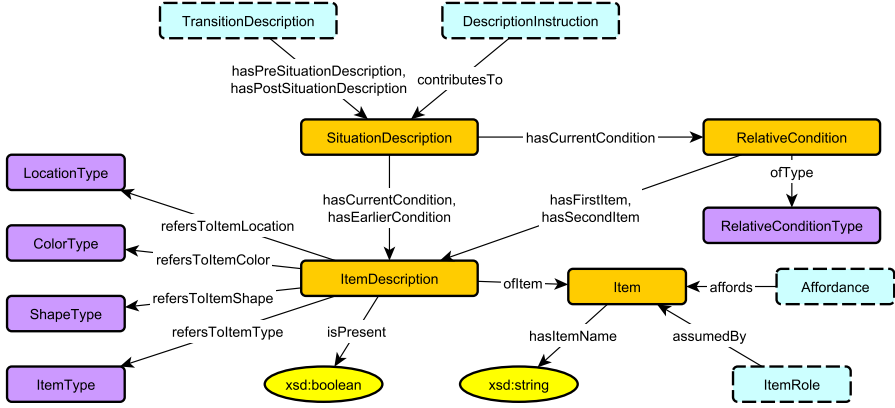 TransitionDescription
DescriptionInstruction
hasPreSituationDescription,
hasPostSituationDescription
contributesTo
SituationDescription
hasCurrentCondition
RelativeCondition
LocationType
ofType
hasCurrentCondition,
hasEarlierCondition
hasFirstItem,
hasSecondItem
refersToItemLocation
RelativeConditionType
ColorType
refersToItemColor
ItemDescription
ofItem
Item
affords
Affordance
refersToItemShape
ShapeType
refersToItemType
isPresent
hasItemName
assumedBy
ItemType
xsd:boolean
xsd:string
ItemRole